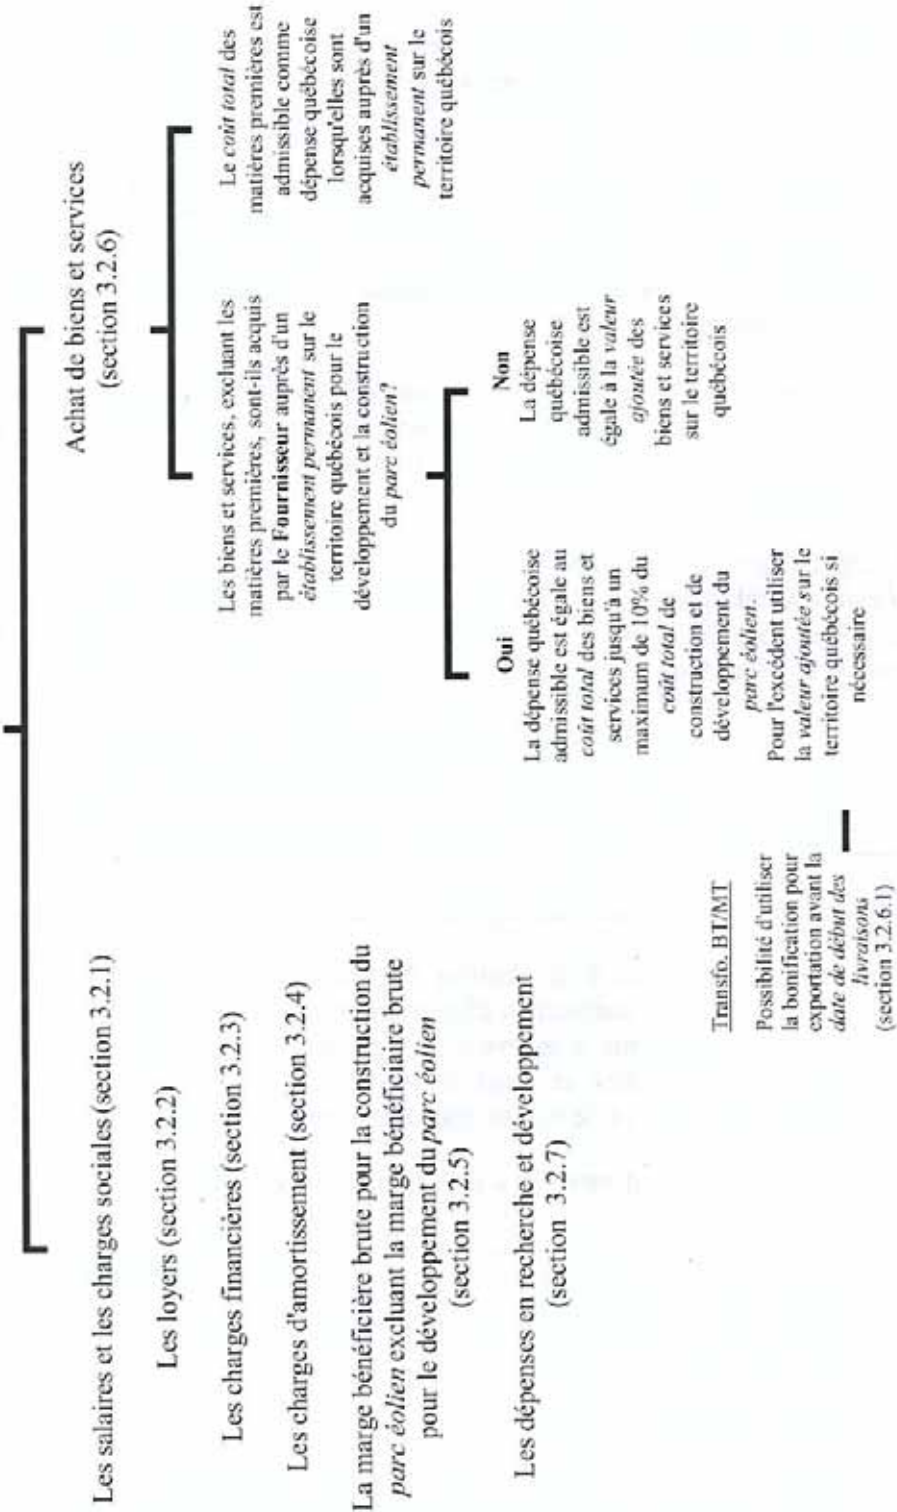 Les salaires et les charges sociales (section 3.2.1)
Les loyers (section 3.2.2)
Les charges financières (section 3.2.3)
Les charges d'amortissement (section 3.2.4)
La marge bénéficière brute pour la construction du
parc éolien excluant la marge bénéficiaire brute
pour le développement du parc éolien
(section 3.2.5)
Les dépenses en recherche et développement
(section 3.2.7)
Achat de biens et services
(section 3.2.6)
Les biens et services, excluant les
matières premières, sont-ils acquis
par le Fournisseur auprès d'un
établissement permanent sur le
territoire québécois pour le
développement et la construction
du parc éolien?
Le coût total des
matières premières est
admissible comme
dépense québécoise
lorsqu'elles sont
acquises auprès d'un
établissement
permanent sur le
territoire québécois
Oui
La dépense québécoise
admissible est égale au
coût total des biens et
services jusqu'à un
maximum de 10% du
coût total de
construction et de
développement du
parc éolien.
Pour l'excédent utiliser
la valeur ajoutée sur le
territoire québécois si
nécessaire
Non
La dépense
québécoise
admissible est
égale à la valeur
ajoutée des
biens et services
sur le territoire
québécois
Transfo. BT/MT
Possibilité d'utiliser
la bonification pour
exportation avant la
date de début des
livraisons
(section 3.2.6.1)